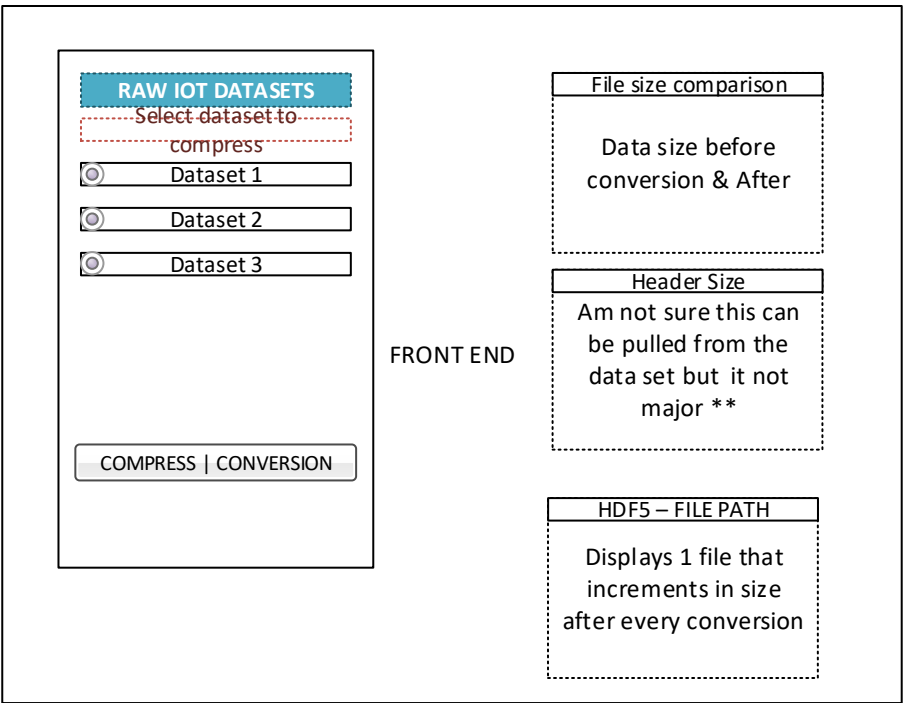 RAW IOT DATASETS
Select dataset to
compress
Dataset 1
Dataset 2
Dataset 3
COMPRESS | CONVERSION
FRONT END
File size comparison
Data size before
conversion & After
Header Size
Am not sure this can
be pulled from the
data set but it not
major **
HDF5 – FILE PATH
Displays 1 file that
increments in size
after every conversion